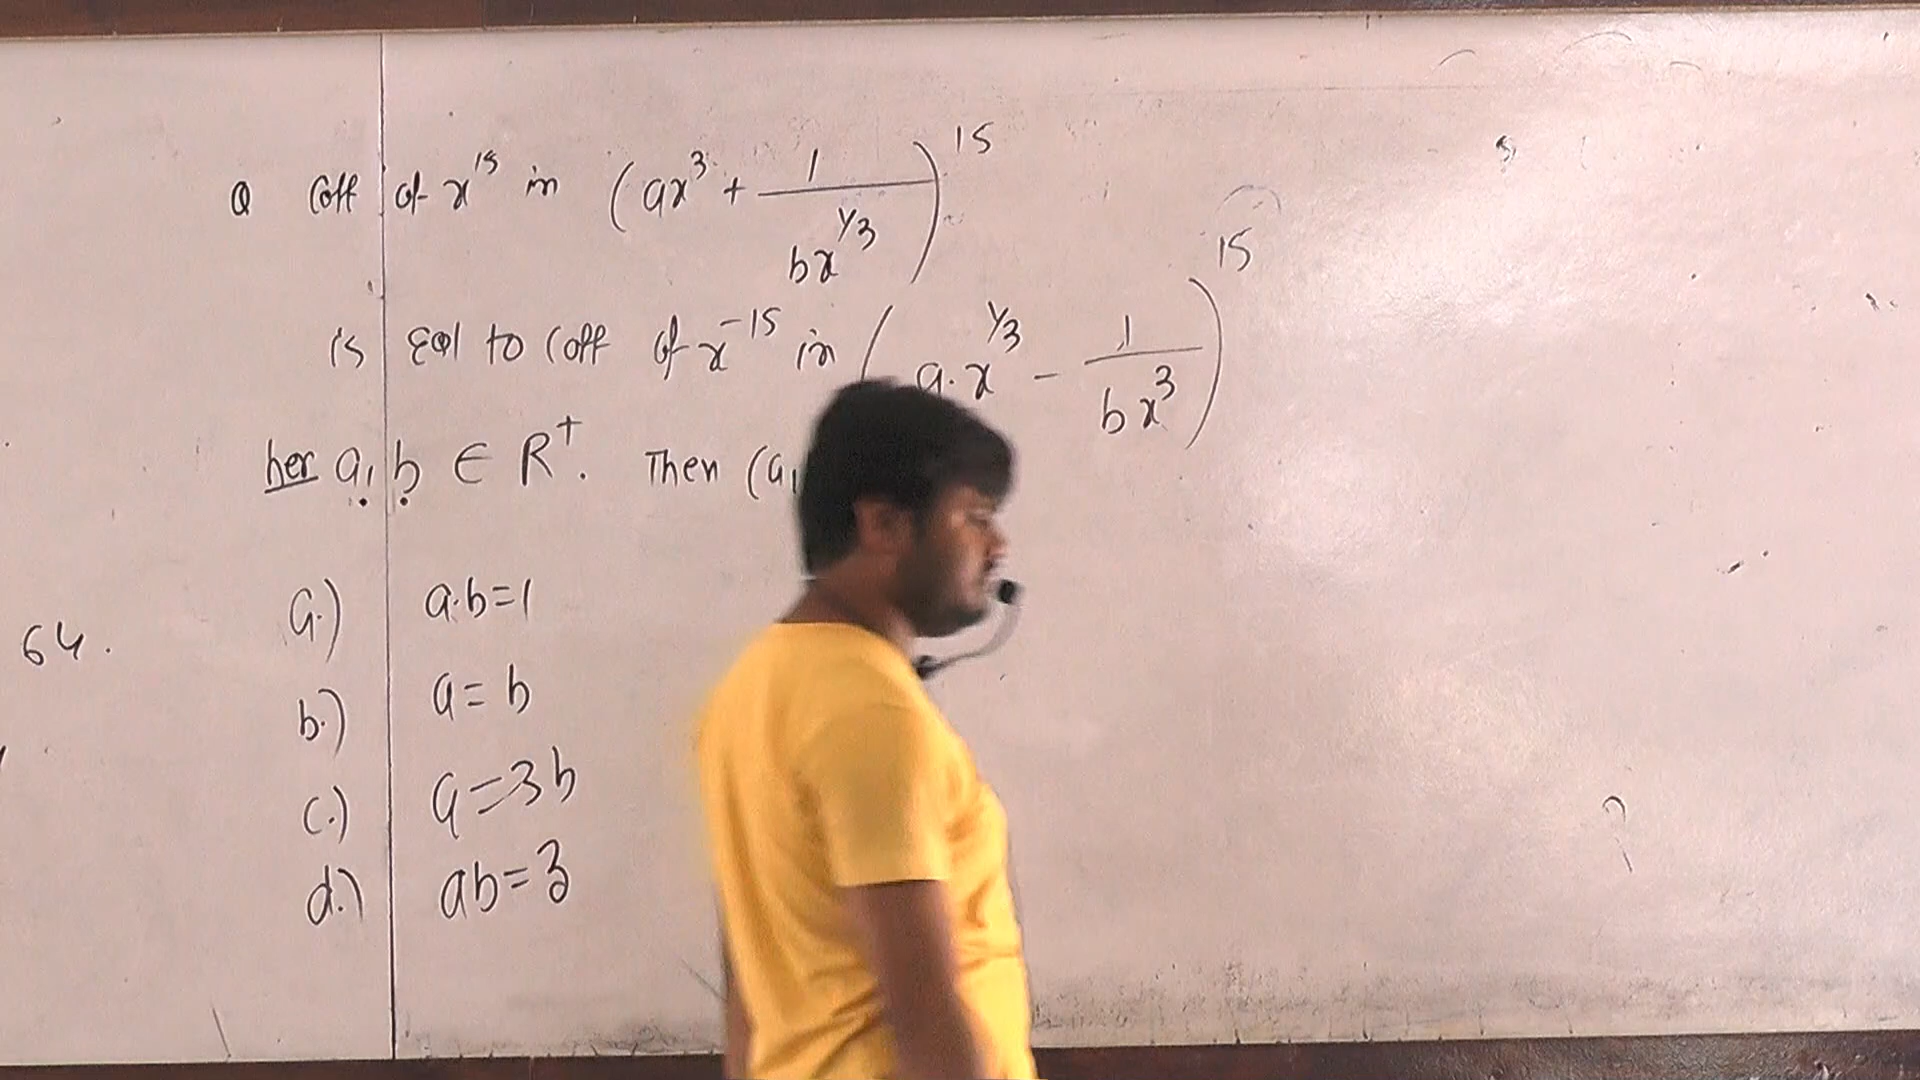 Q Coff of x^15 in (ax^3 + 1/(bx^(1/3)))^15
is Eql to Coff of x^-15 in (a.x^(1/3) - 1/(bx^3))^15
her a, b ∈ R^+. Then (a,
a.) a.b=1
64.
b.) a = b
c.) a=3b
d.) ab=3